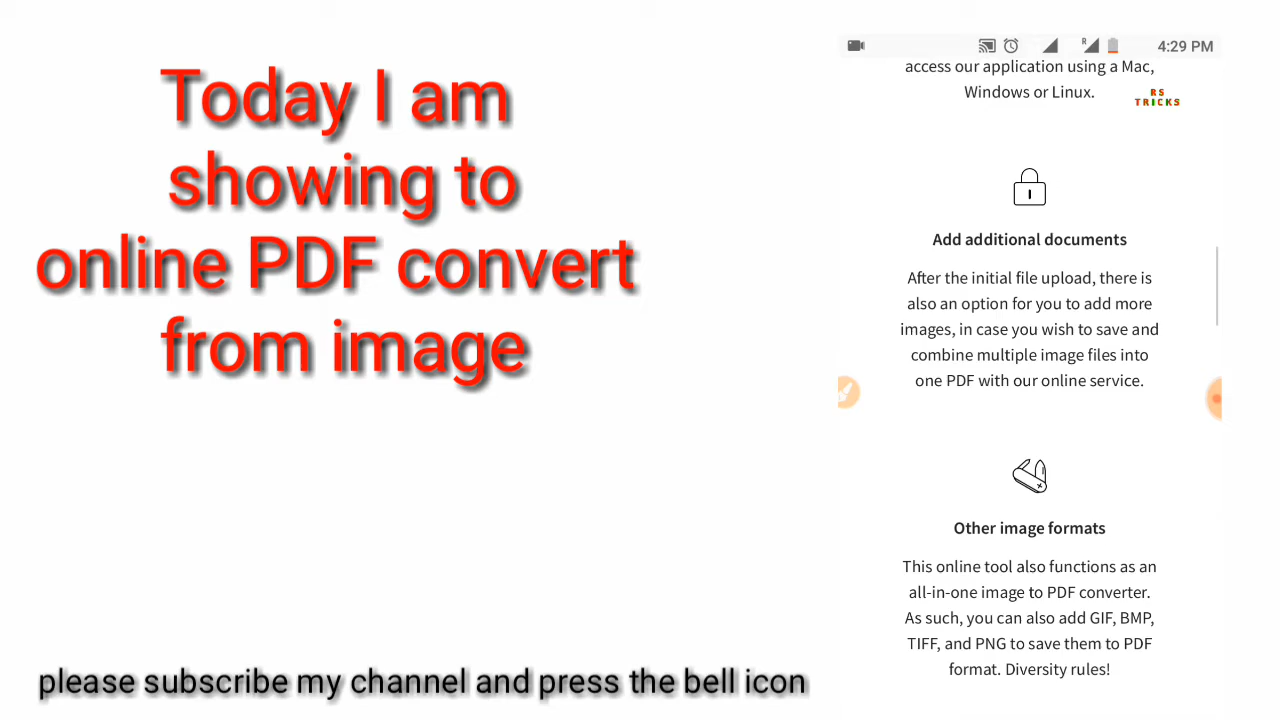 Today I am
showing to
online PDF convert
from image
please subscribe my channel and press the bell icon
R 4:29 PM
access our application using a Mac,
Windows or Linux.
RS
TRICKS
Add additional documents
After the initial file upload, there is
also an option for you to add more
images, in case you wish to save and
combine multiple image files into
one PDF with our online service.
Other image formats
This online tool also functions as an
all-in-one image to PDF converter.
As such, you can also add GIF, BMP,
TIFF, and PNG to save them to PDF
format. Diversity rules!